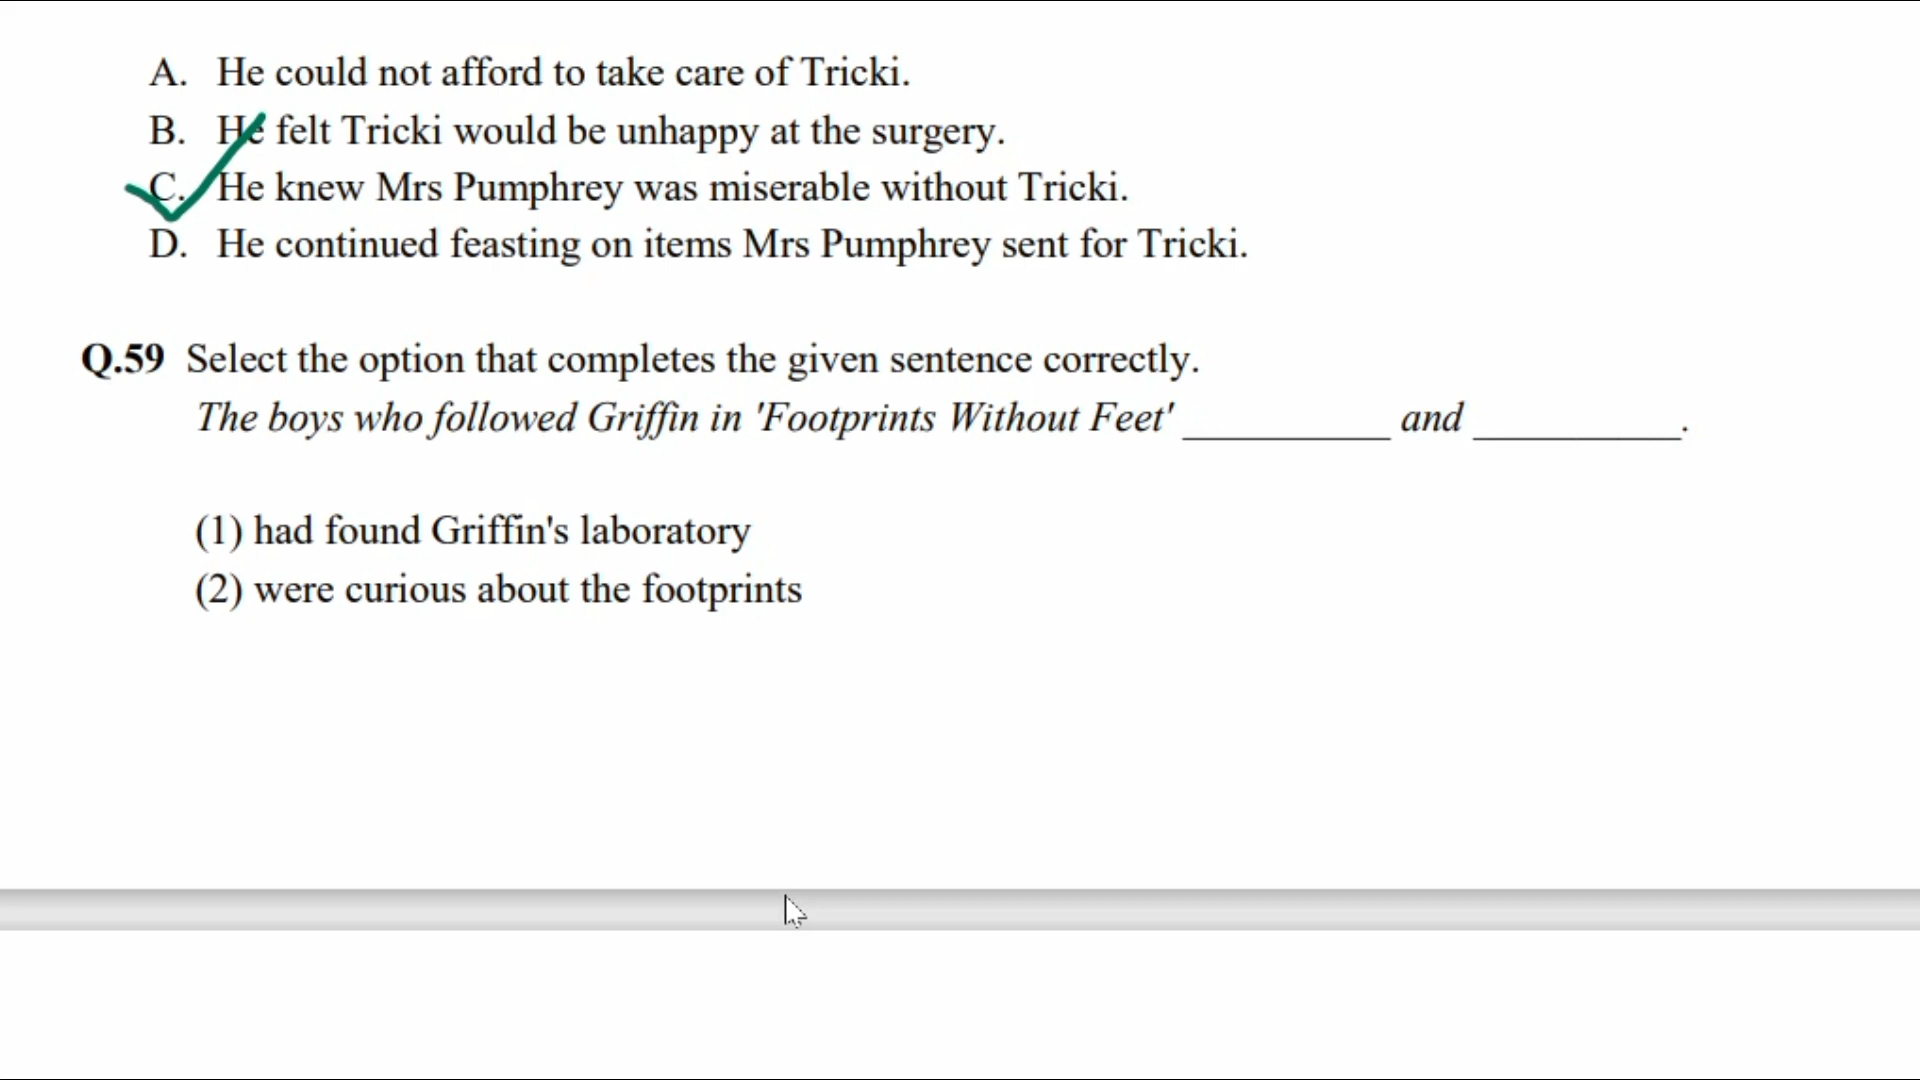 A. He could not afford to take care of Tricki.
B. He felt Tricki would be unhappy at the surgery.
C. He knew Mrs Pumphrey was miserable without Tricki.
D. He continued feasting on items Mrs Pumphrey sent for Tricki.
Q.59 Select the option that completes the given sentence correctly.
The boys who followed Griffin in 'Footprints Without Feet' __________ and __________.
(1) had found Griffin's laboratory
(2) were curious about the footprints